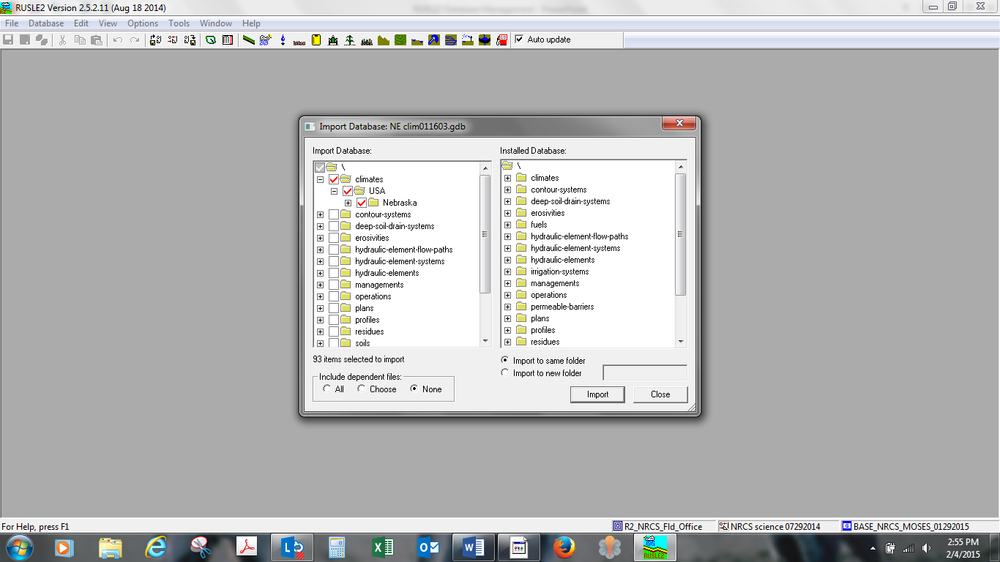 RUSLE2 Version 2.5.2.11 (Aug 18 2014)
File Database Edit View Options Tools Window Help
Auto update
Import Database: NE clim011603.gdb
Import Database:
\
climates
USA
Nebraska
contour-systems
deep-soil-drain-systems
erosivities
hydraulic-element-flow-paths
hydraulic-element-systems
hydraulic-elements
managements
operations
plans
profiles
residues
soils
93 items selected to import
Include dependent files:
All Choose None
Installed Database:
\
climates
contour-systems
deep-soil-drain-systems
erosivities
fuels
hydraulic-element-flow-paths
hydraulic-element-systems
hydraulic-elements
irrigation-systems
managements
operations
permeable-barriers
plans
profiles
residues
Import to same folder
Import to new folder
Import Close
For Help, press F1
R2_NRCS_Fld_Office
NRCS science 07292014
BASE_NRCS_MOSES_01292015
RUSLE2
2:55 PM
2/4/2015